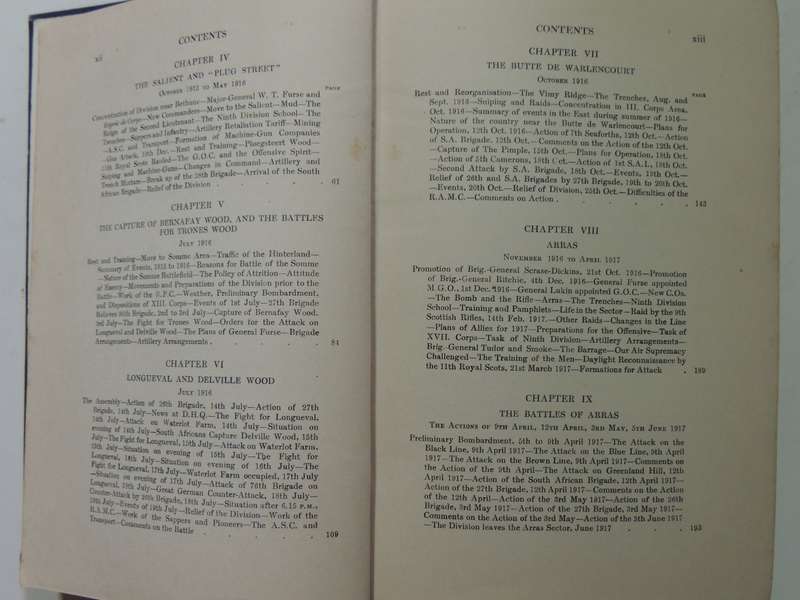 xii
CONTENTS
CHAPTER IV
THE SALIENT AND "PLUG STREET"
OCTOBER 1915 TO MAY 1916
PAGE
Concentration of Division near Bethune—Major-General W. T. Furse and
New Commanders—Move to the Salient—Mud—The
Reign of the Second Lieutenant—The Ninth Division School—The
Trenches—Sappers and Infantry—Artillery Retaliation Tariff—Mining
—A.S.C. and Transport—Formation of Machine-Gun Companies
—Gas Attack, 19th Dec.—Rest and Training—Ploegsteert Wood—
11th Royal Scots Raided—The G.O.C. and the Offensive Spirit—
Sniping and Machine-Guns—Changes in Command—Artillery and
Trench Mortars—Break up of the 28th Brigade—Arrival of the South
African Brigade—Relief of the Division . 61
CHAPTER V
THE CAPTURE OF BERNAFAY WOOD, AND THE BATTLES
FOR TRONES WOOD
JULY 1916
Rest and Training—Move to Somme Area—Traffic of the Hinterland—
Summary of Events, 1915 to 1916—Reasons for Battle of the Somme
—Nature of the Somme Battlefield—The Policy of Attrition—Attitude
of Enemy—Movements and Preparations of the Division prior to the
Battle—Work of the R.F.C.—Weather, Preliminary Bombardment,
and Dispositions of XIII. Corps—Events of 1st July—27th Brigade
Relieves 90th Brigade, 2nd to 3rd July—Capture of Bernafay Wood,
3rd July—The Fight for Trones Wood—Orders for the Attack on
Longueval and Delville Wood—The Plans of General Furse—Brigade
Arrangements—Artillery Arrangements . . . . . 84
CHAPTER VI
LONGUEVAL AND DELVILLE WOOD
JULY 1916
The Assembly—Action of 26th Brigade, 14th July—Action of 27th
Brigade, 14th July—News at D.H.Q.—The Fight for Longueval,
14th July—Attack on Waterlot Farm, 14th July—Situation on
evening of 14th July—South Africans Capture Delville Wood, 15th
July—The Fight for Longueval, 15th July—Attack on Waterlot Farm,
15th July—Situation on evening of 15th July—The Fight for
Longueval, 16th July—Situation on evening of 16th July—The
Fight for Longueval, 17th July—Waterlot Farm occupied, 17th July
—Situation on evening of 17th July—Attack of 76th Brigade on
Longueval, 18th July—Great German Counter-Attack, 18th July—
Counter-Attack by 26th Brigade, 18th July—Situation after 6.15 P.M.,
18th July—Events of 19th July—Relief of the Division—Work of the
R.A.M.C.—Work of the Sappers and Pioneers—The A.S.C. and
Transport—Comments on the Battle . . . . . 109
CONTENTS
xiii
CHAPTER VII
THE BUTTE DE WARLENCOURT
OCTOBER 1916
PAGE
Rest and Reorganisation—The Vimy Ridge—The Trenches, Aug. and
Sept. 1916—Sniping and Raids—Concentration in III. Corps Area,
Oct. 1916—Summary of events in the East during summer of 1916—
Nature of the country near the Butte de Warlencourt—Plans for
Operation, 12th Oct. 1916—Action of 7th Seaforths, 12th Oct.—Action
of S.A. Brigade, 12th Oct.—Comments on the Action of the 12th Oct.
—Capture of The Pimple, 15th Oct.—Plans for Operation, 18th Oct.
—Action of 5th Camerons, 18th Oct.—Action of 1st S.A.I., 18th Oct.
—Second Attack by S.A. Brigade, 18th Oct.—Events, 19th Oct.—
Relief of 26th and S.A. Brigades by 27th Brigade, 19th to 20th Oct.
—Events, 20th Oct.—Relief of Division, 25th Oct.—Difficulties of the
R.A.M.C.—Comments on Action . . . . . . 143
CHAPTER VIII
ARRAS
NOVEMBER 1916 TO APRIL 1917
Promotion of Brig.-General Scrase-Dickins, 21st Oct. 1916—Promotion
of Brig.-General Ritchie, 4th Dec. 1916—General Furse appointed
M.G.O., 1st Dec. 1916—General Lukin appointed G.O.C.—New C.Os.
—The Bomb and the Rifle—Arras—The Trenches—Ninth Division
School—Training and Pamphlets—Life in the Sector—Raid by the 9th
Scottish Rifles, 14th Feb. 1917.—Other Raids—Changes in the Line
—Plans of Allies for 1917—Preparations for the Offensive—Task of
XVII. Corps—Task of Ninth Division—Artillery Arrangements—
Brig.-General Tudor and Smoke—The Barrage—Our Air Supremacy
Challenged—The Training of the Men—Daylight Reconnaissance by
the 11th Royal Scots, 21st March 1917—Formations for Attack . 189
CHAPTER IX
THE BATTLES OF ARRAS
THE ACTIONS OF 9TH APRIL, 12TH APRIL, 3RD MAY, 5TH JUNE 1917
Preliminary Bombardment, 5th to 9th April 1917—The Attack on the
Black Line, 9th April 1917—The Attack on the Blue Line, 9th April
1917—The Attack on the Brown Line, 9th April 1917—Comments on
the Action of the 9th April—The Attack on Greenland Hill, 12th
April 1917—Action of the South African Brigade, 12th April 1917—
Action of the 27th Brigade, 12th April 1917—Comments on the Action
of the 12th April—Action of the 3rd May 1917—Action of the 26th
Brigade, 3rd May 1917—Action of the 27th Brigade, 3rd May 1917—
Comments on the Action of the 3rd May—Action of the 5th June 1917
—The Division leaves the Arras Sector, June 1917 . . . 193